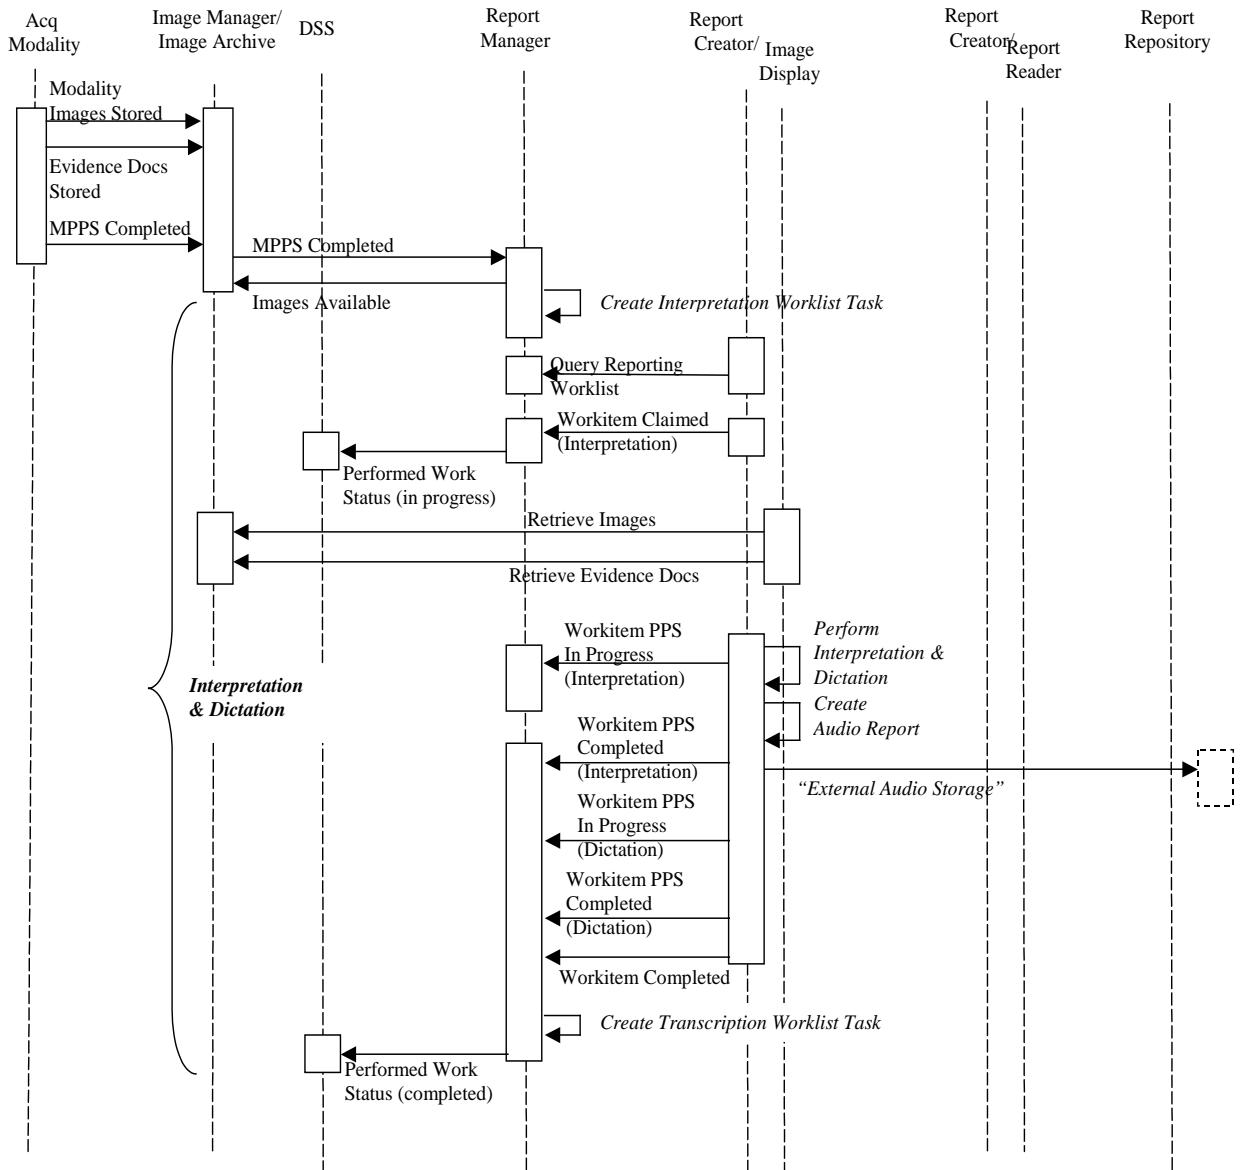 Acq
Modality
Image Manager/
Image Archive
DSS
Report
Manager
Report
Creator/
Image
Display
Report
Creator/
Report
Reader
Report
Repository
Modality
Images Stored
Evidence Docs
Stored
MPPS Completed
MPPS Completed
Images Available
Create Interpretation Worklist Task
Query Reporting
Worklist
Workitem Claimed
(Interpretation)
Performed Work
Status (in progress)
Retrieve Images
Retrieve Evidence Docs
Workitem PPS
In Progress
(Interpretation)
Perform
Interpretation &
Dictation
Interpretation
& Dictation
Create
Audio Report
Workitem PPS
Completed
(Interpretation)
“External Audio Storage”
Workitem PPS
In Progress
(Dictation)
Workitem PPS
Completed
(Dictation)
Workitem Completed
Create Transcription Worklist Task
Performed Work
Status (completed)